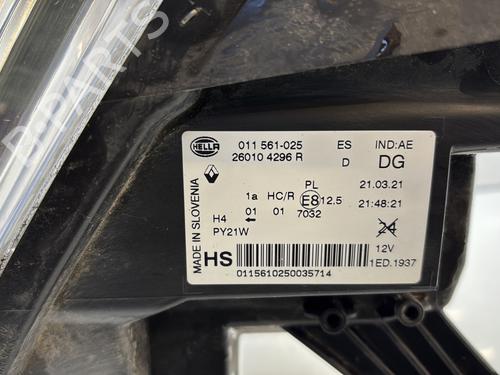 B-PARTS
HELLA
011 561-025 ES IND:AE
26010 4296 R D DG
PL 21.03.21
1a HC/R E8 12.5 21:48:21
01 01 7032
H4
PY21W 24
12V
HS 1ED.1937
0115610250035714
MADE IN SLOVENIA